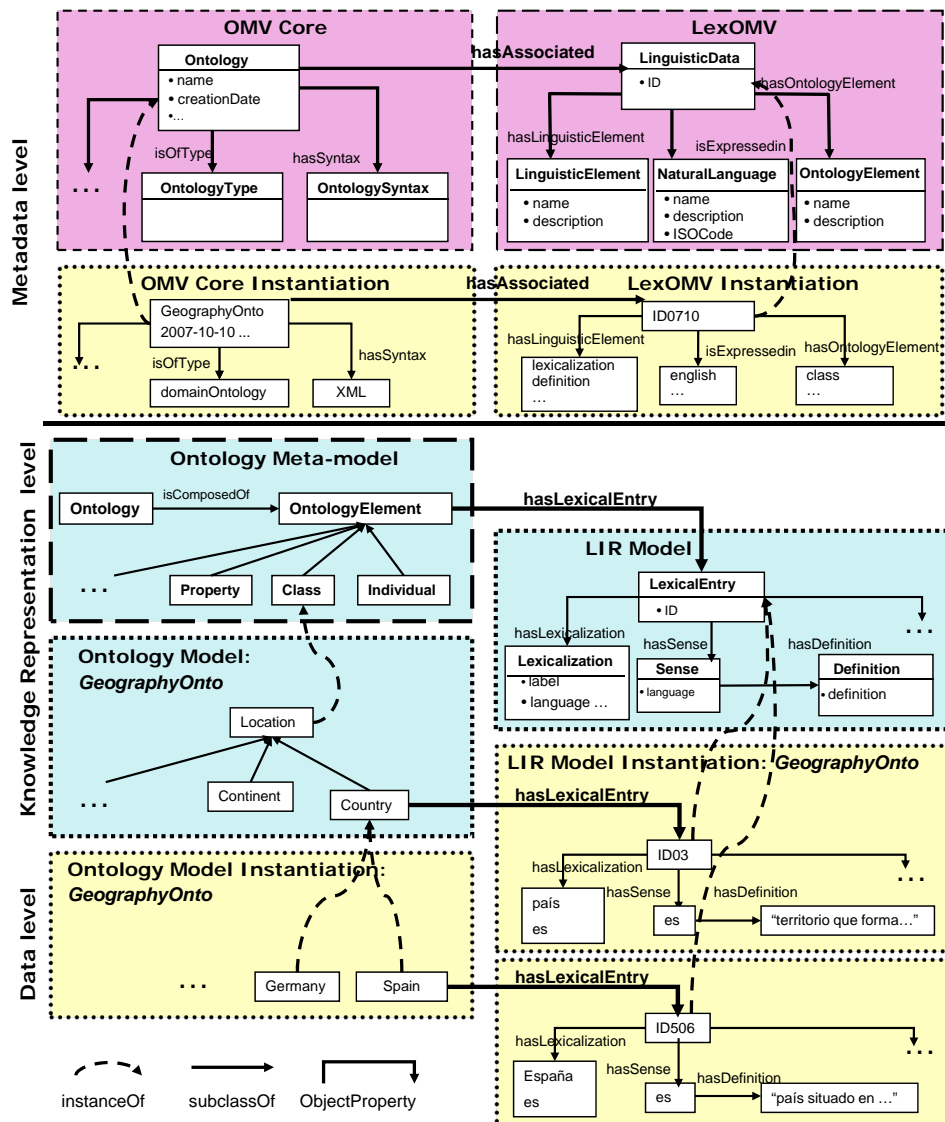 OMV Core
LexOMV
Ontology
• name
• creationDate
•...
hasAssociated
LinguisticData
• ID
hasOntologyElement
hasLinguisticElement
isOfType
hasSyntax
isExpressedin
...
OntologyType
OntologySyntax
LinguisticElement
• name
• description
NaturalLanguage
• name
• description
• ISOCode
OntologyElement
• name
• description
Metadata level
OMV Core Instantiation
hasAssociated
LexOMV Instantiation
GeographyOnto
2007-10-10 ...
ID0710
...
isOfType
hasSyntax
hasLinguisticElement
isExpressedin
hasOntologyElement
domainOntology
XML
lexicalization
definition
…
english
…
class
…
Knowledge Representation level
Ontology Meta-model
Ontology
isComposedOf
OntologyElement
hasLexicalEntry
...
Property
Class
Individual
LIR Model
LexicalEntry
• ID
...
hasLexicalization
hasSense
hasDefinition
Lexicalization
• label
• language …
Sense
• language
Definition
• definition
Ontology Model:
GeographyOnto
Location
...
Continent
Country
LIR Model Instantiation: GeographyOnto
hasLexicalEntry
ID03
...
hasLexicalization
hasSense
hasDefinition
país
es
es
“territorio que forma…”
Data level
Ontology Model Instantiation:
GeographyOnto
...
Germany
Spain
hasLexicalEntry
ID506
...
hasLexicalization
hasSense
hasDefinition
España
es
es
“país situado en …”
instanceOf
subclassOf
ObjectProperty